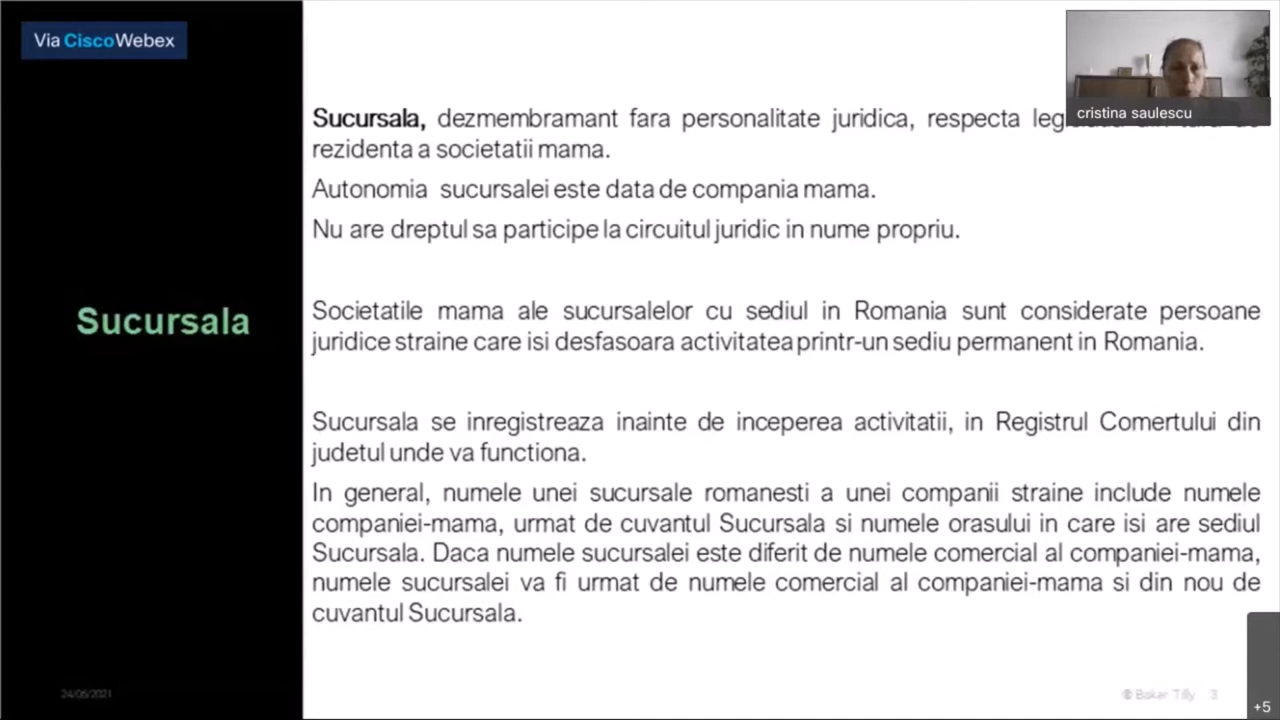 Via CiscoWebex
cristina saulescu
Sucursala, dezmembramant fara personalitate juridica, respecta
rezidenta a societatii mama.
Autonomia sucursalei este data de compania mama.
Nu are dreptul sa participe la circuitul juridic in nume propriu.
Sucursala
Societatile mama ale sucursalelor cu sediul in Romania sunt considerate persoane
juridice straine care isi desfasoara activitatea printr-un sediu permanent in Romania.
Sucursala se inregistreaza inainte de inceperea activitatii, in Registrul Comertului din
judetul unde va functiona.
In general, numele unei sucursale romanesti a unei companii straine include numele
companiei-mama, urmat de cuvantul Sucursala si numele orasului in care isi are sediul
Sucursala. Daca numele sucursalei este diferit de numele comercial al companiei-mama,
numele sucursalei va fi urmat de numele comercial al companiei-mama si din nou de
cuvantul Sucursala.
24/06/2021
© Baker Tilly 3
+5